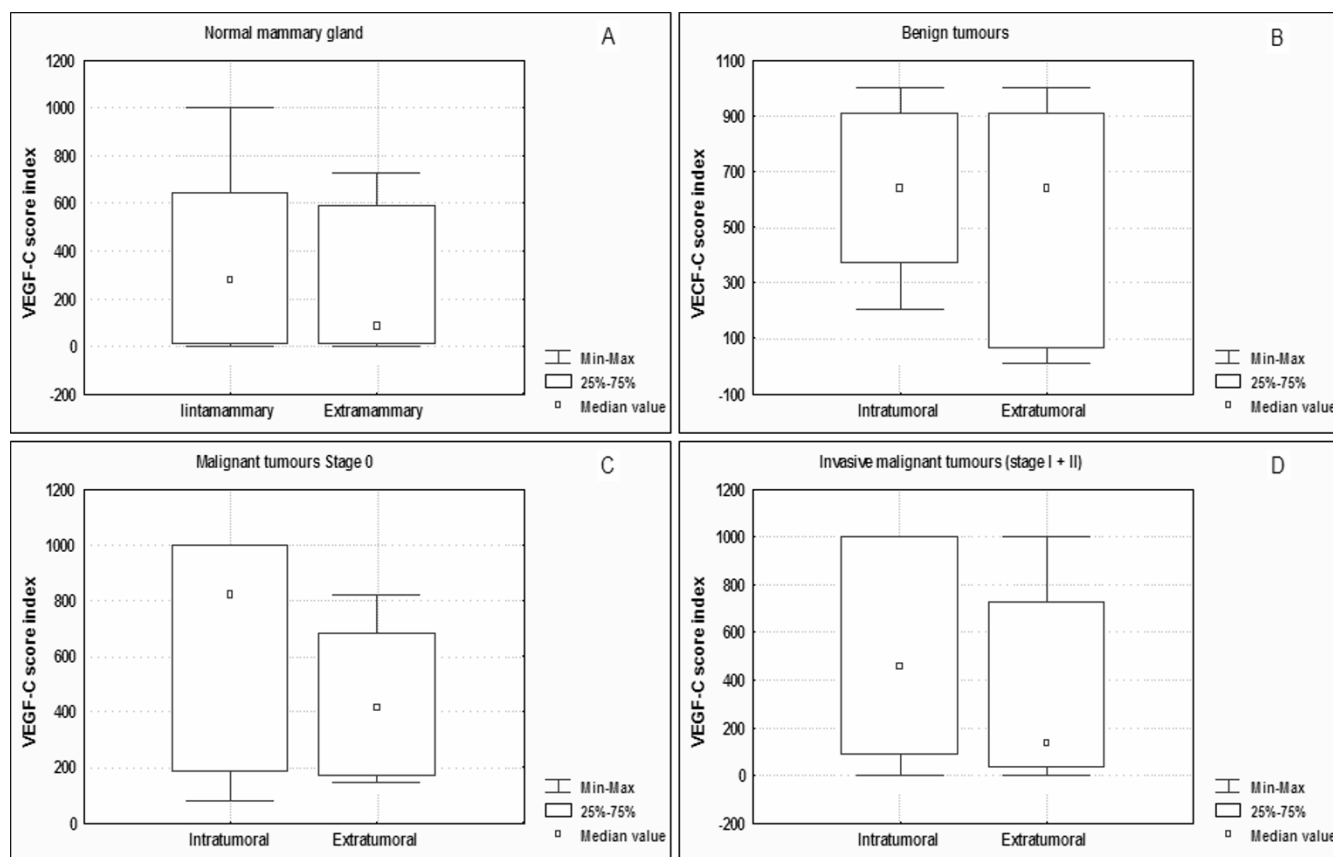 Normal mammary gland
A
1200
1000
800
600
400
200
0
-200
VEGF-C score index
Iintamammary
Extramammary
Min-Max
25%-75%
Median value
Benign tumours
B
1100
900
700
500
300
100
-100
VECF-C score index
Intratumoral
Extratumoral
Min-Max
25%-75%
Median value
Malignant tumours Stage 0
C
1200
1000
800
600
400
200
0
VEGF-C score index
Intratumoral
Extratumoral
Min-Max
25%-75%
Median value
Invasive malignant tumours (stage I + II)
D
1200
1000
800
600
400
200
0
-200
VEGF-C score index
Intratumoral
Extratumoral
Min-Max
25%-75%
Median value